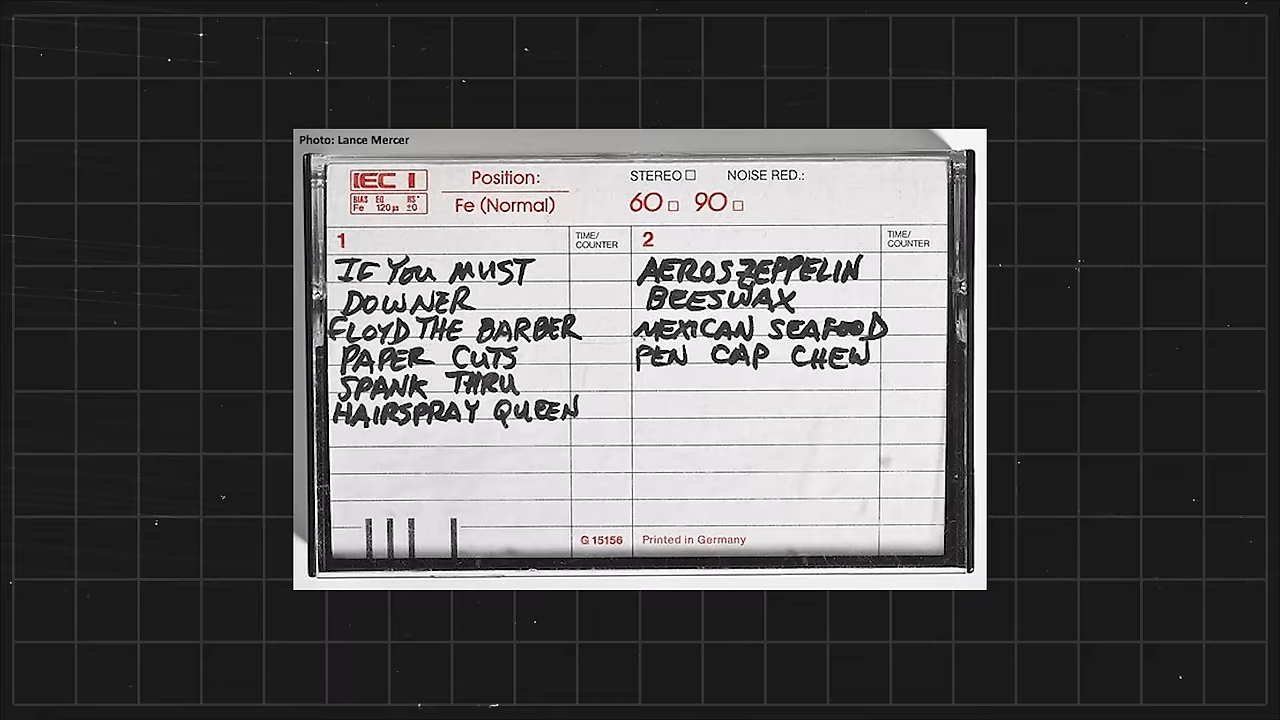 Photo: Lance Mercer
IEC I
BIAS EQ RS*
Fe 120 µs ±0
Position:
Fe (Normal)
STEREO □ NOISE RED.:
60 □ 90 □
1
TIME/
COUNTER
IF YOU MUST
DOWNER
FLOYD THE BARBER
PAPER CUTS
SPANK THRU
HAIRSPRAY QUEEN
2
TIME/
COUNTER
AEROSZEPPELIN
BEESWAX
MEXICAN SEAFOOD
PEN CAP CHEW
G 15156
Printed in Germany